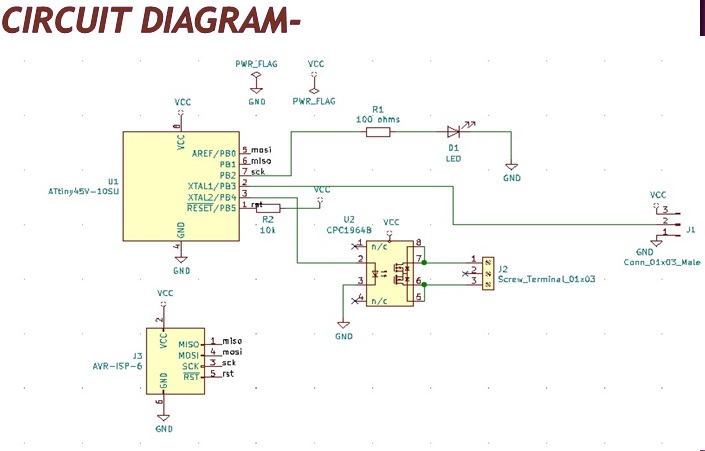 CIRCUIT DIAGRAM-
PWR_FLAG
VCC
GND
PWR_FLAG
VCC
R1
100 ohms
8
VCC
AREF/PB0 5 mosi
PB1 6 miso
PB2 7 sck
XTAL1/PB3 2
XTAL2/PB4 3
RESET/PB5 1 rst
U1
ATtiny45V-10SU
GND
4
GND
D1
LED
GND
VCC
R2
10k
U2
CPC1964B
VCC
1 n/c
2
3
4 n/c
8
7
6
5
GND
1
2
3
J2
Screw_Terminal_01x03
VCC
3
2
1
J1
GND
Conn_01x03_Male
VCC
2
VCC
J3
AVR-ISP-6
MISO 1 miso
MOSI 4 mosi
SCK 3 sck
RST 5 rst
GND
6
GND